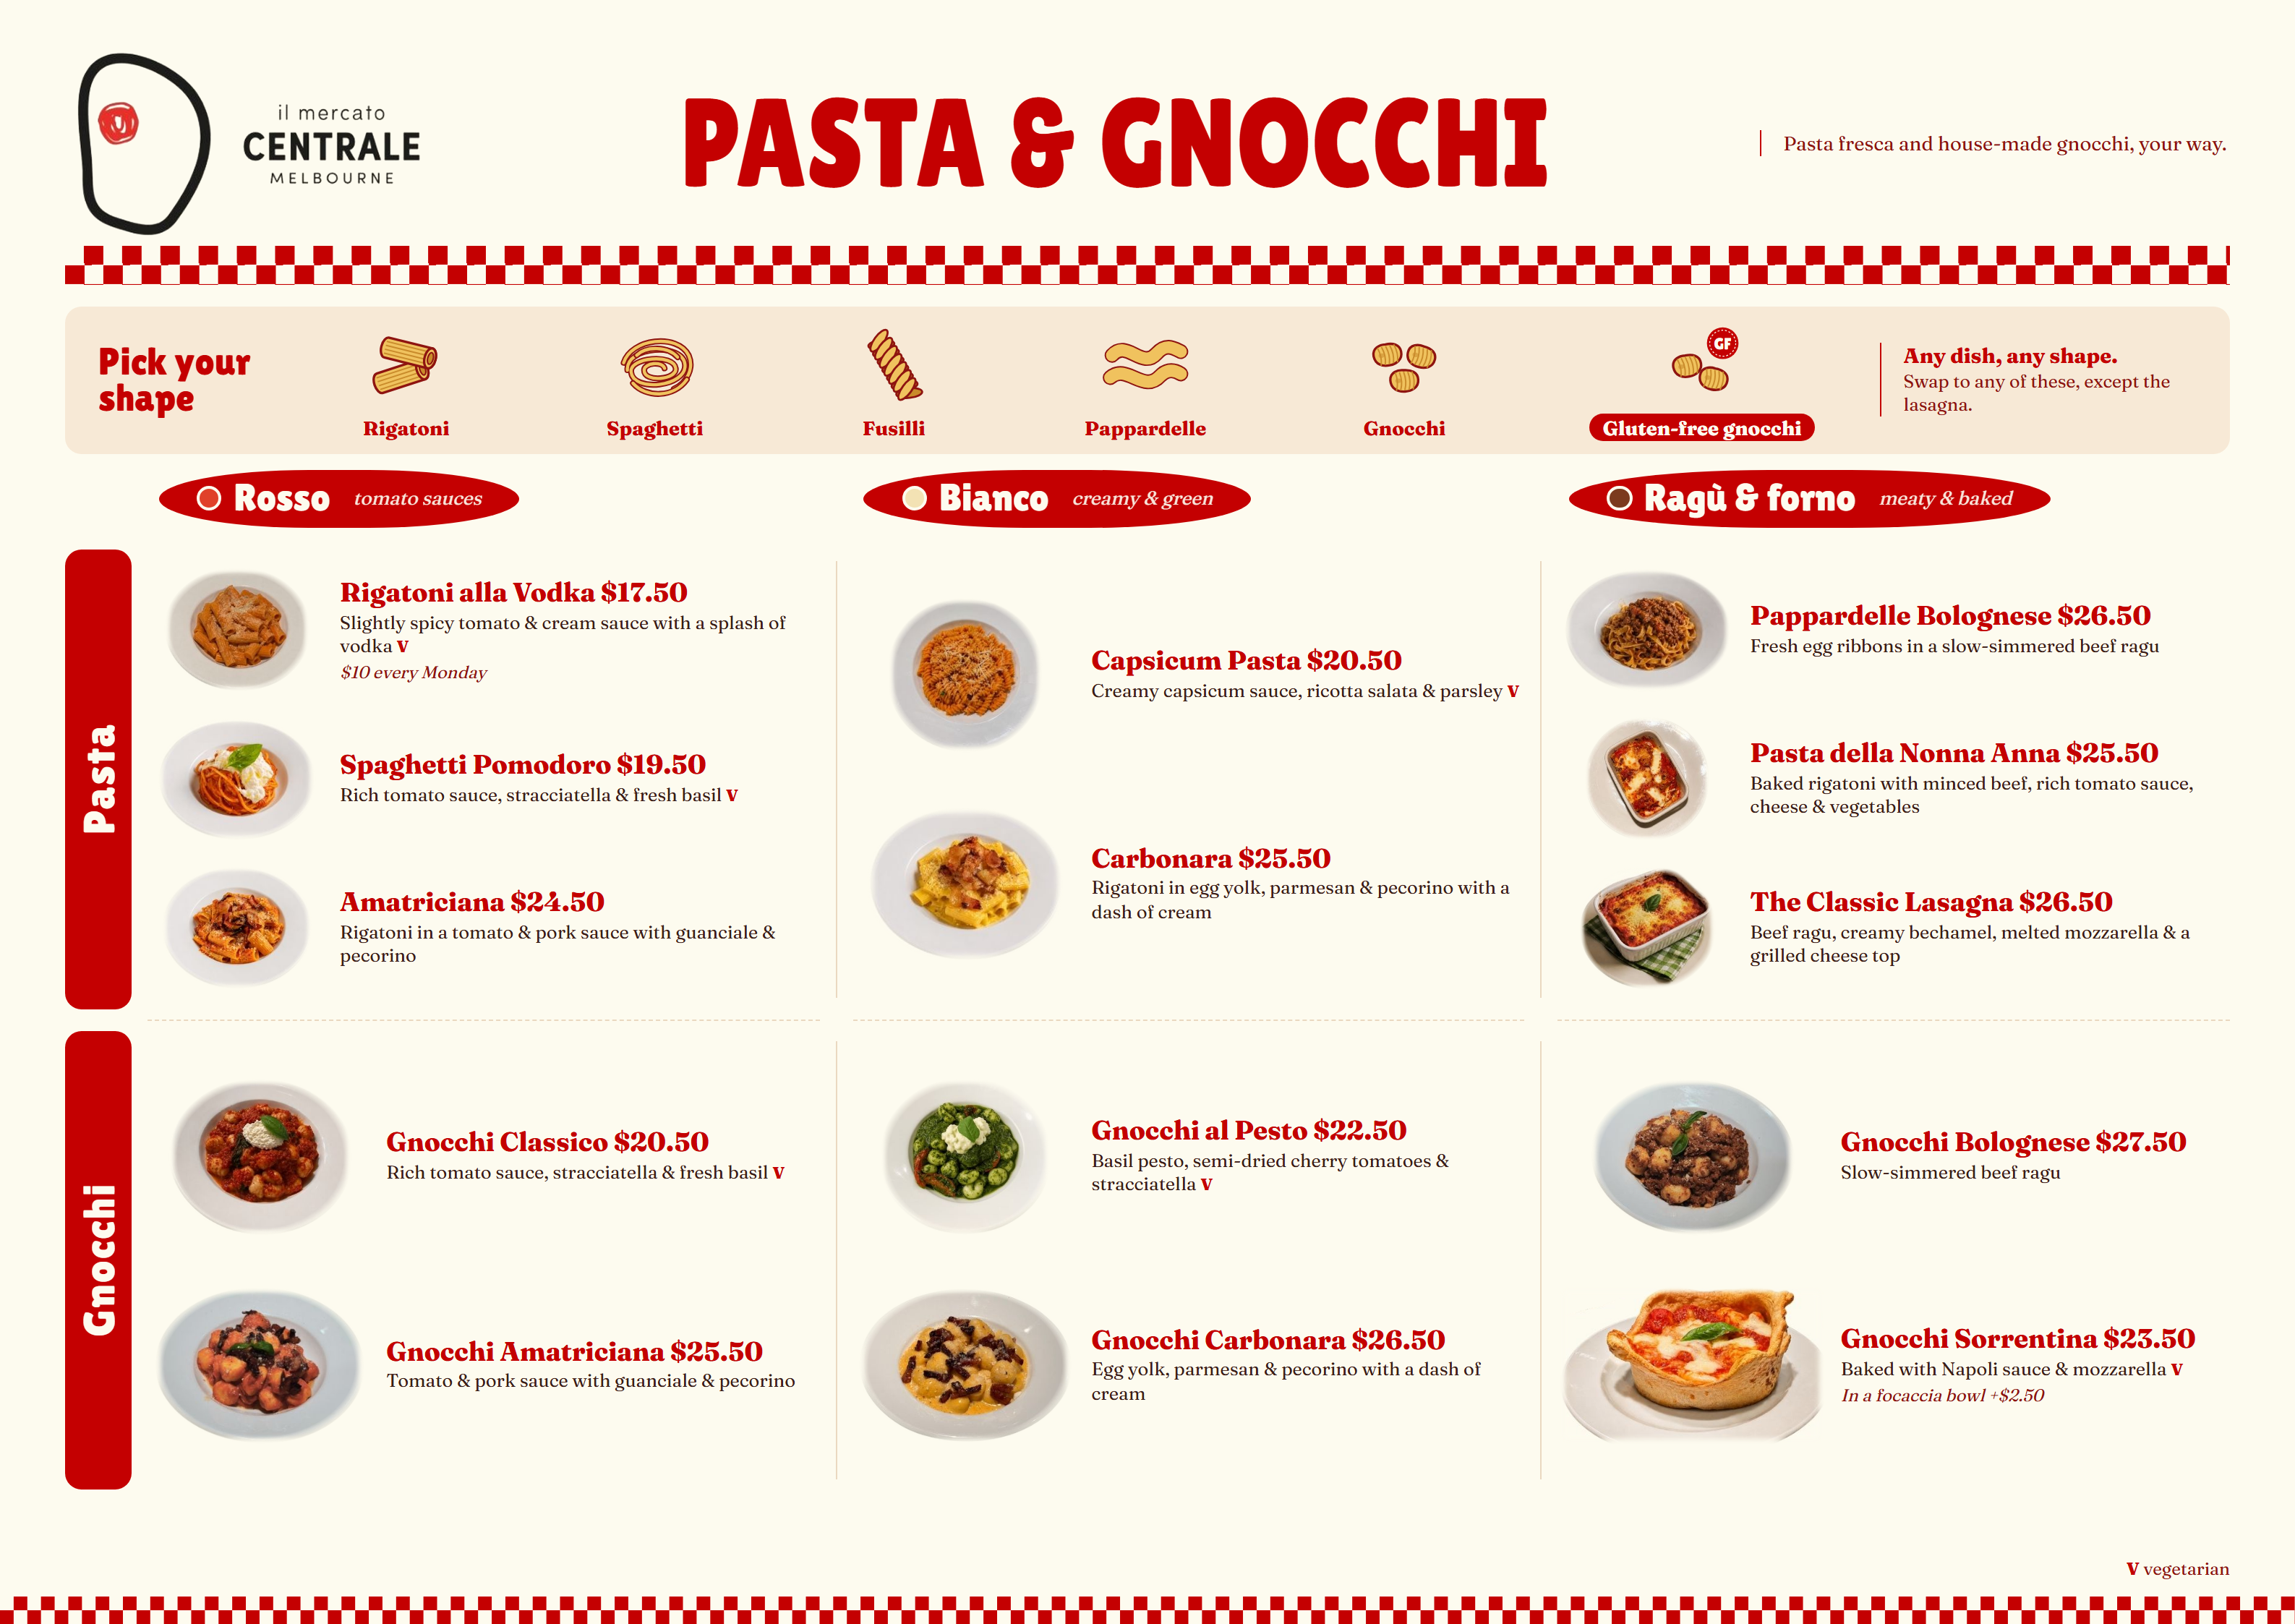 il mercato
CENTRALE
MELBOURNE
PASTA & GNOCCHI
Pasta fresca and house-made gnocchi, your way.
Pick your
shape
Rigatoni
Spaghetti
Fusilli
Pappardelle
Gnocchi
GF
Gluten-free gnocchi
Any dish, any shape.
Swap to any of these, except the
lasagna.
Rosso tomato sauces
Bianco creamy & green
Ragù & forno meaty & baked
Pasta
Rigatoni alla Vodka $17.50
Slightly spicy tomato & cream sauce with a splash of
vodka V
$10 every Monday
Spaghetti Pomodoro $19.50
Rich tomato sauce, stracciatella & fresh basil V
Amatriciana $24.50
Rigatoni in a tomato & pork sauce with guanciale &
pecorino
Capsicum Pasta $20.50
Creamy capsicum sauce, ricotta salata & parsley V
Carbonara $25.50
Rigatoni in egg yolk, parmesan & pecorino with a
dash of cream
Pappardelle Bolognese $26.50
Fresh egg ribbons in a slow-simmered beef ragu
Pasta della Nonna Anna $25.50
Baked rigatoni with minced beef, rich tomato sauce,
cheese & vegetables
The Classic Lasagna $26.50
Beef ragu, creamy bechamel, melted mozzarella & a
grilled cheese top
Gnocchi
Gnocchi Classico $20.50
Rich tomato sauce, stracciatella & fresh basil V
Gnocchi Amatriciana $25.50
Tomato & pork sauce with guanciale & pecorino
Gnocchi al Pesto $22.50
Basil pesto, semi-dried cherry tomatoes &
stracciatella V
Gnocchi Carbonara $26.50
Egg yolk, parmesan & pecorino with a dash of
cream
Gnocchi Bolognese $27.50
Slow-simmered beef ragu
Gnocchi Sorrentina $23.50
Baked with Napoli sauce & mozzarella V
In a focaccia bowl +$2.50
V vegetarian